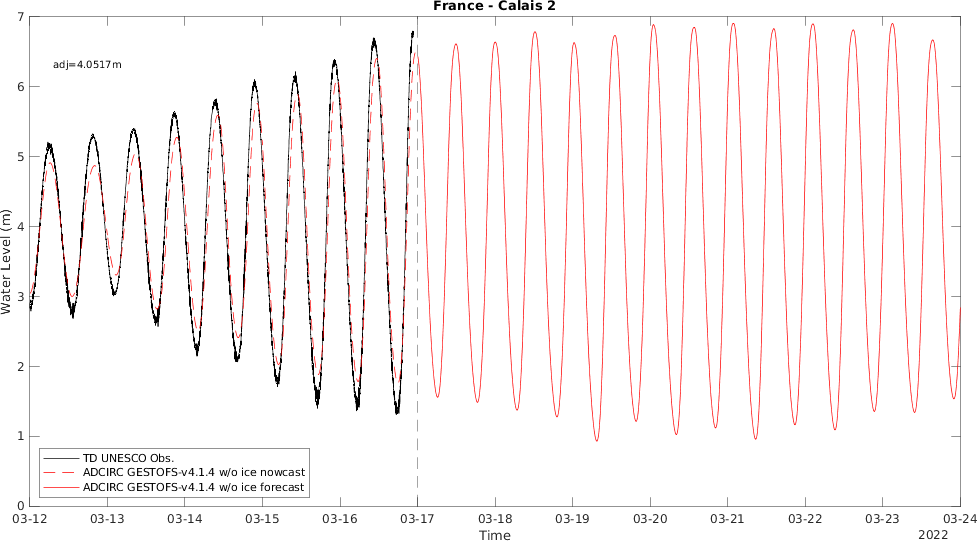 France - Calais 2
adj=4.0517m
Water Level (m)
7
6
5
4
3
2
1
0
TD UNESCO Obs.
ADCIRC GESTOFS-v4.1.4 w/o ice nowcast
ADCIRC GESTOFS-v4.1.4 w/o ice forecast
03-12 03-13 03-14 03-15 03-16 03-17 03-18 03-19 03-20 03-21 03-22 03-23 03-24
Time
2022